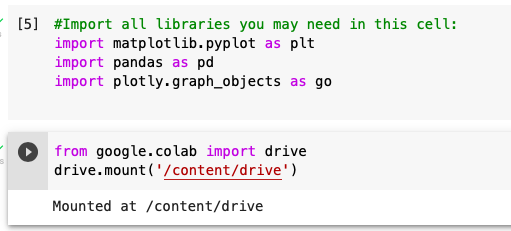 [5] #Import all libraries you may need in this cell:
import matplotlib.pyplot as plt
import pandas as pd
import plotly.graph_objects as go
from google.colab import drive
drive.mount('/content/drive')
Mounted at /content/drive